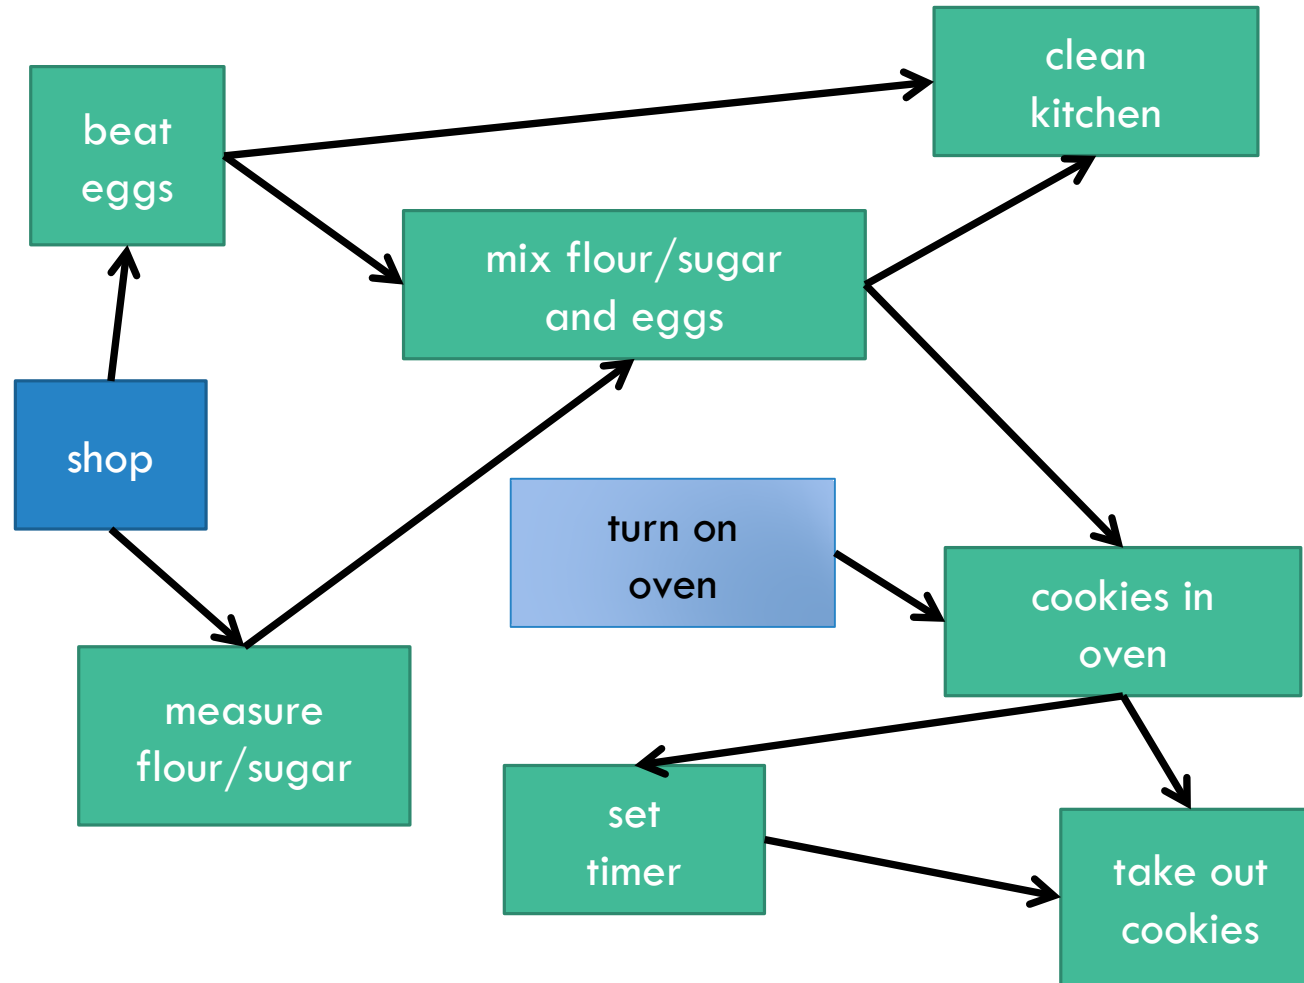 clean
kitchen
beat
eggs
mix flour/sugar
and eggs
shop
turn on
oven
cookies in
oven
measure
flour/sugar
set
timer
take out
cookies